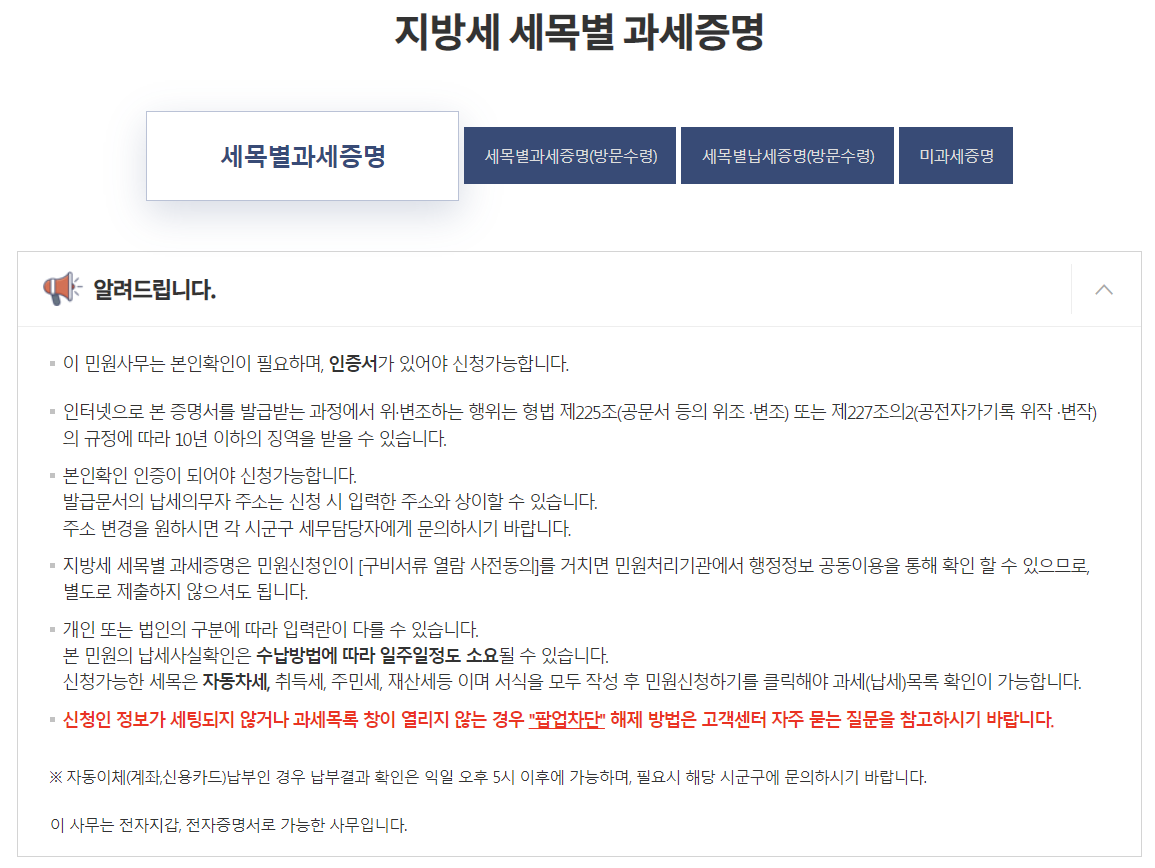 지방세 세목별 과세증명
세목별과세증명
세목별과세증명(방문수령)
세목별납세증명(방문수령)
미과세증명
알려드립니다.
이 민원사무는 본인확인이 필요하며, 인증서가 있어야 신청가능합니다.
인터넷으로 본 증명서를 발급받는 과정에서 위·변조하는 행위는 형법 제225조(공문서 등의 위조 ·변조) 또는 제227조의2(공전자가기록 위작 ·변작)
의 규정에 따라 10년 이하의 징역을 받을 수 있습니다.
본인확인 인증이 되어야 신청가능합니다.
발급문서의 납세의무자 주소는 신청 시 입력한 주소와 상이할 수 있습니다.
주소 변경을 원하시면 각 시군구 세무담당자에게 문의하시기 바랍니다.
지방세 세목별 과세증명은 민원신청인이 [구비서류 열람 사전동의]를 거치면 민원처리기관에서 행정정보 공동이용을 통해 확인 할 수 있으므로,
별도로 제출하지 않으셔도 됩니다.
개인 또는 법인의 구분에 따라 입력란이 다를 수 있습니다.
본 민원의 납세사실확인은 수납방법에 따라 일주일정도 소요될 수 있습니다.
신청가능한 세목은 자동차세, 취득세, 주민세, 재산세등 이며 서식을 모두 작성 후 민원신청하기를 클릭해야 과세(납세)목록 확인이 가능합니다.
신청인 정보가 세팅되지 않거나 과세목록 창이 열리지 않는 경우 "팝업차단" 해제 방법은 고객센터 자주 묻는 질문을 참고하시기 바랍니다.
※ 자동이체(계좌,신용카드)납부인 경우 납부결과 확인은 익일 오후 5시 이후에 가능하며, 필요시 해당 시군구에 문의하시기 바랍니다.
이 사무는 전자지갑, 전자증명서로 가능한 사무입니다.